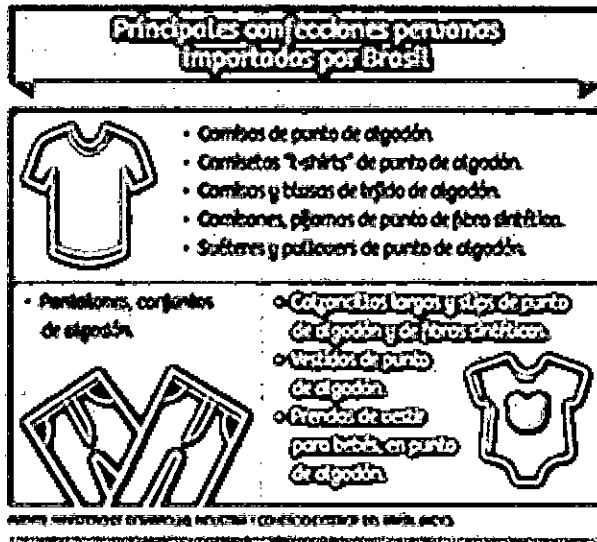 Principales confecciones peruanas
importadas por Brasil
• Camisas de punto de algodón.
• Camisetas "t-shirts" de punto de algodón.
• Camisas y blusas de tejido de algodón.
• Camisones, pijamas de punto de fibra sintética.
• Suéteres y pullovers de punto de algodón.
• Pantalones, conjuntos
de algodón.
• Calzoncillos largos y slips de punto
de algodón y de fibras sintéticas.
• Vestidos de punto
de algodón.
• Prendas de vestir
para bebés, en punto
de algodón.